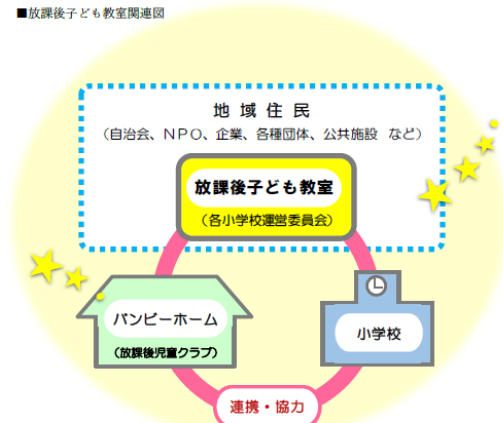 ■放課後子ども教室関連図
地域住民
（自治会、ＮＰＯ、企業、各種団体、公共施設　など）
放課後子ども教室
（各小学校運営委員会）
バンビーホーム
（放課後児童クラブ）
小学校
連携・協力